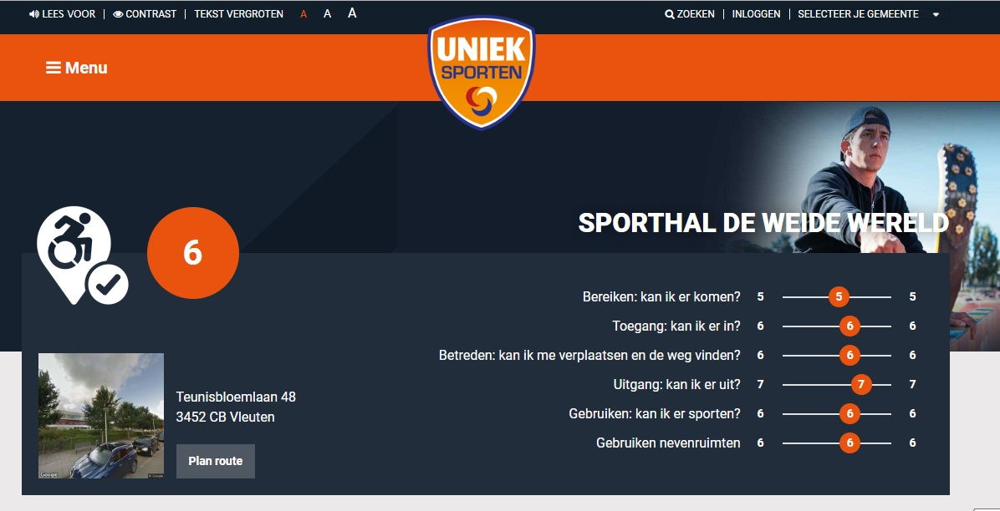 LEES VOOR
CONTRAST
TEKST VERGROTEN A A A
ZOEKEN
INLOGGEN
SELECTEER JE GEMEENTE
Menu
UNIEK
SPORTEN
SPORTHAL DE WEIDE WERELD
6
Bereiken: kan ik er komen? 5 5 5
Toegang: kan ik er in? 6 6 6
Betreden: kan ik me verplaatsen en de weg vinden? 6 6 6
Uitgang: kan ik er uit? 7 7 7
Gebruiken: kan ik er sporten? 6 6 6
Gebruiken nevenruimten 6 6 6
Teunisbloemlaan 48
3452 CB Vleuten
Plan route
Google
© Google